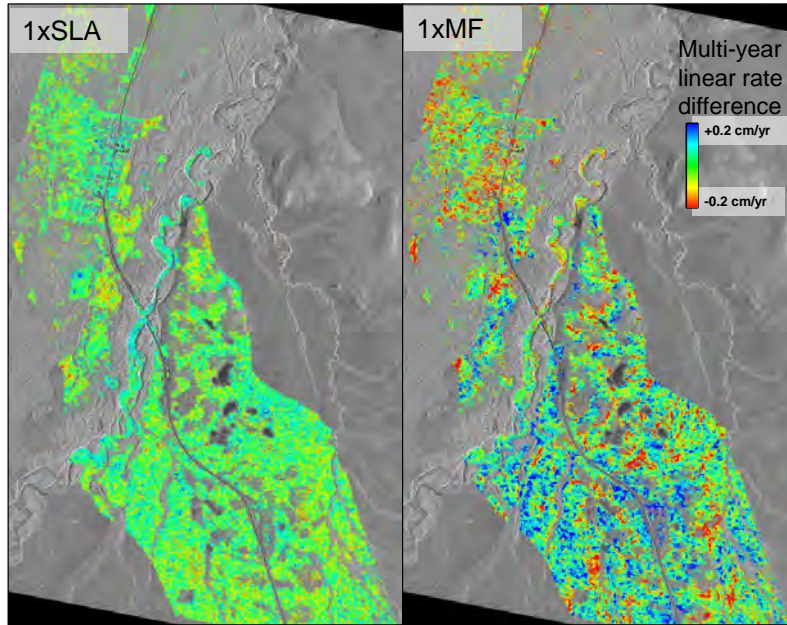 1xSLA
1xMF
Multi-year
linear rate
difference
+0.2 cm/yr
-0.2 cm/yr